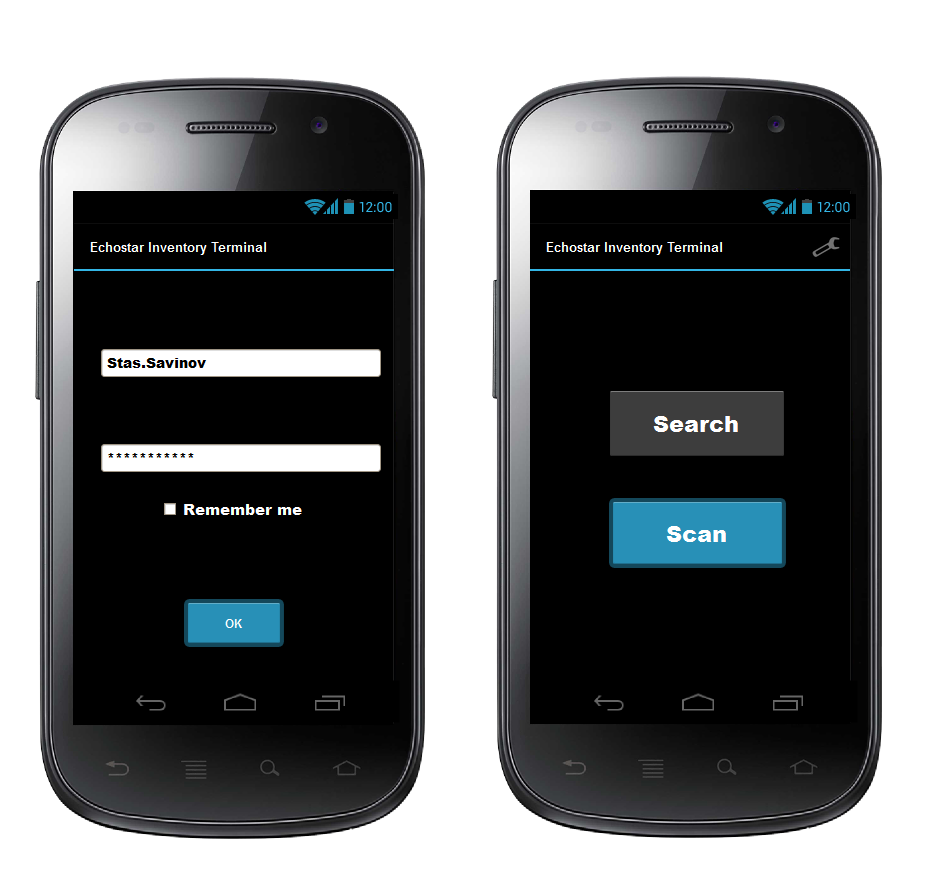 12:00
Echostar Inventory Terminal
Stas.Savinov
***********
Remember me
OK
12:00
Echostar Inventory Terminal
Search
Scan